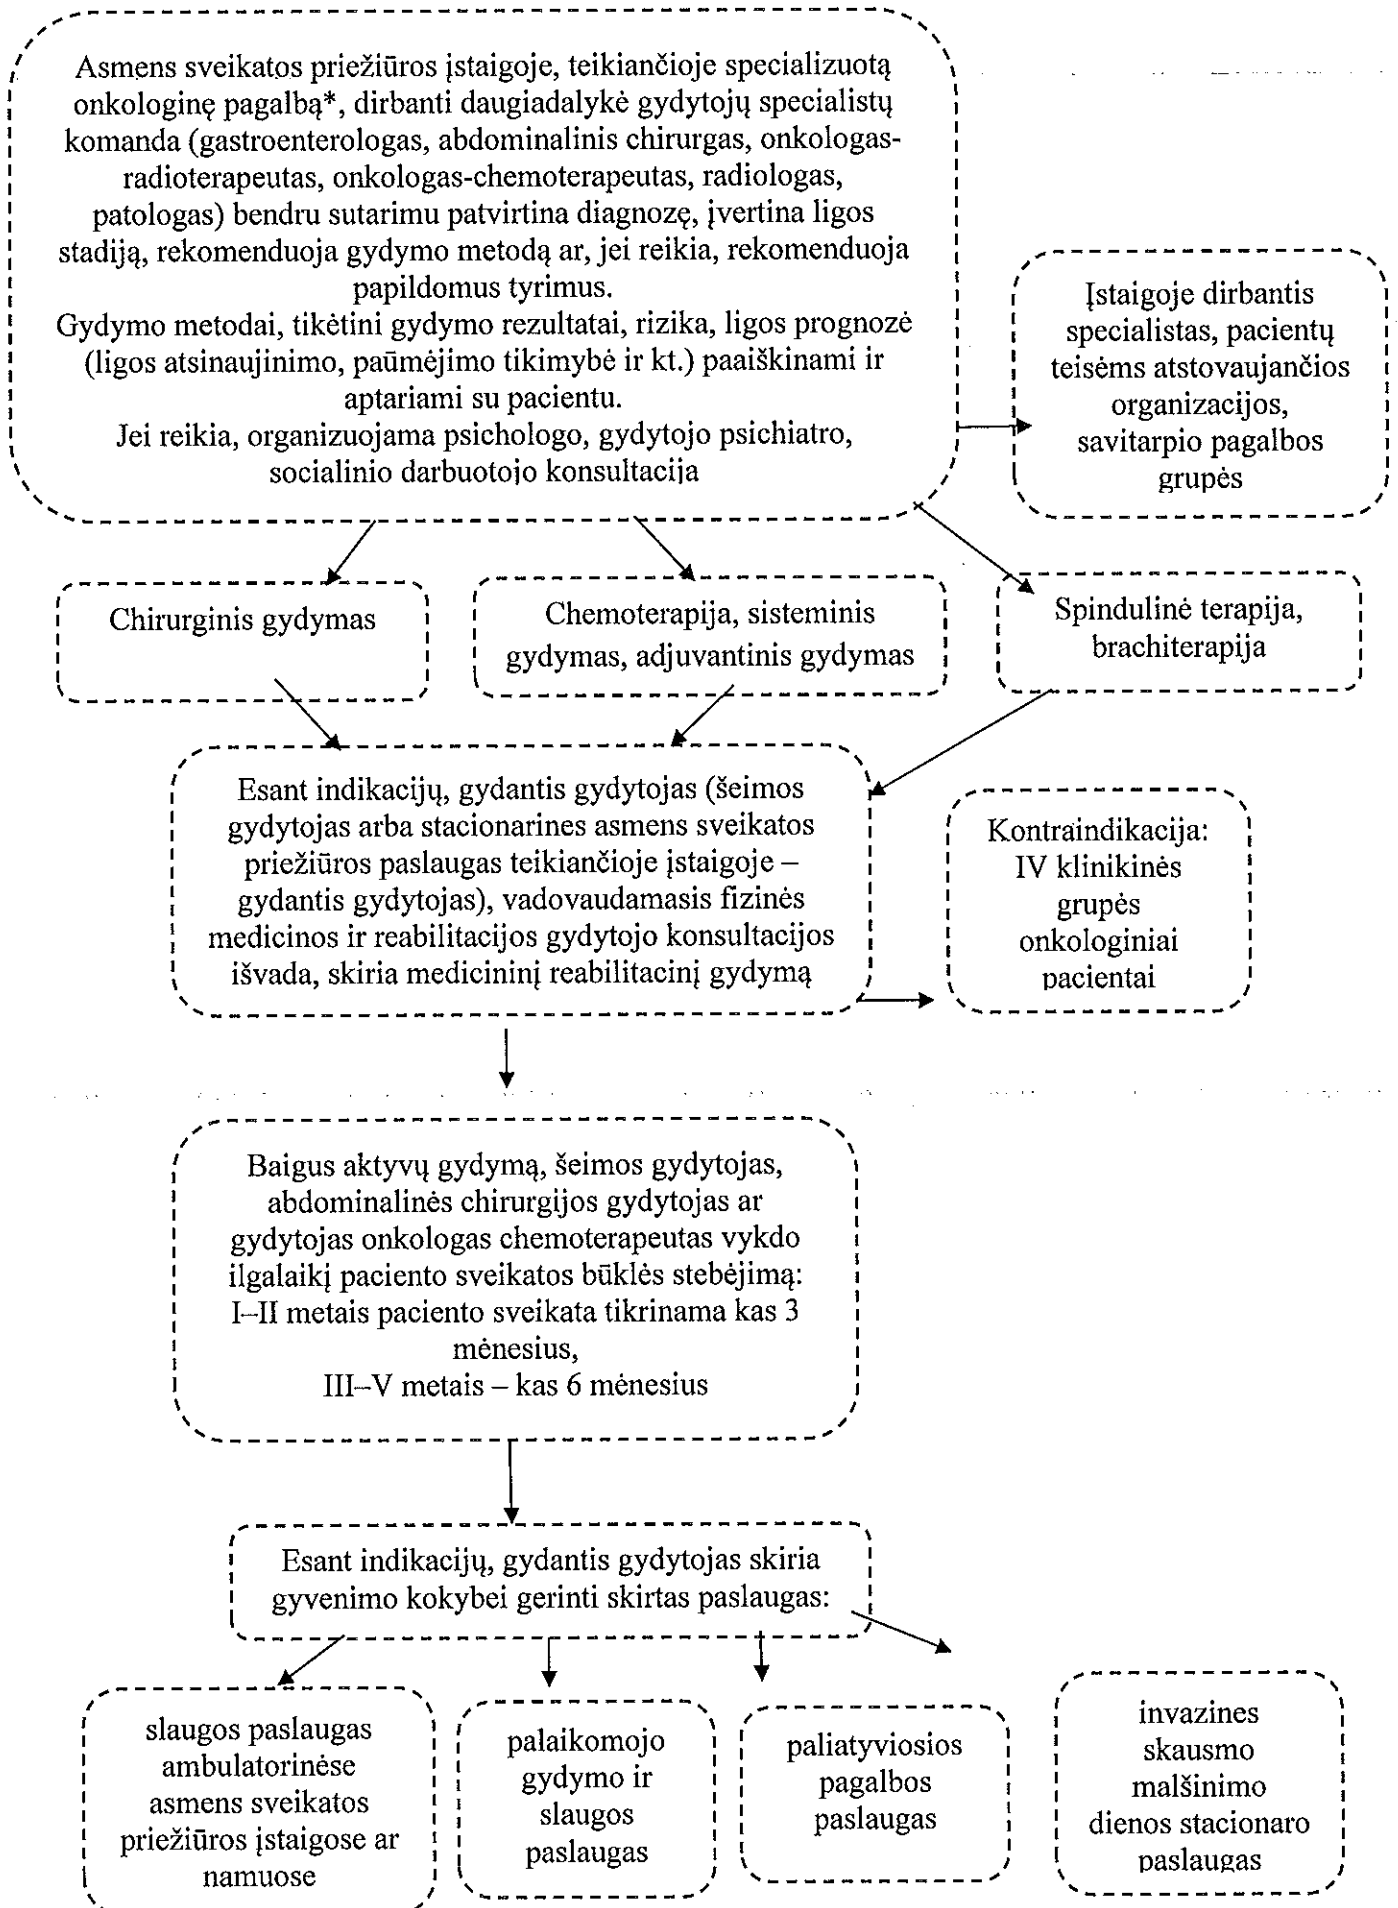 Asmens sveikatos priežiūros įstaigoje, teikiančioje specializuotą
onkologinę pagalbą*, dirbanti daugiadalykė gydytojų specialistų
komanda (gastroenterologas, abdominalinis chirurgas, onkologas-
radioterapeutas, onkologas-chemoterapeutas, radiologas,
patologas) bendru sutarimu patvirtina diagnozę, įvertina ligos
stadiją, rekomenduoja gydymo metodą ar, jei reikia, rekomenduoja
papildomus tyrimus.
Gydymo metodai, tikėtini gydymo rezultatai, rizika, ligos prognozė
(ligos atsinaujinimo, paūmėjimo tikimybė ir kt.) paaiškinami ir
aptariami su pacientu.
Jei reikia, organizuojama psichologo, gydytojo psichiatro,
socialinio darbuotojo konsultacija
Įstaigoje dirbantis
specialistas, pacientų
teisėms atstovaujančios
organizacijos,
savitarpio pagalbos
grupės
Chirurginis gydymas
Chemoterapija, sisteminis
gydymas, adjuvantinis gydymas
Spindulinė terapija,
brachiterapija
Esant indikacijų, gydantis gydytojas (šeimos
gydytojas arba stacionarines asmens sveikatos
priežiūros paslaugas teikiančioje įstaigoje –
gydantis gydytojas), vadovaudamasis fizinės
medicinos ir reabilitacijos gydytojo konsultacijos
išvada, skiria medicininį reabilitacinį gydymą
Kontraindikacija:
IV klinikinės
grupės
onkologiniai
pacientai
Baigus aktyvų gydymą, šeimos gydytojas,
abdominalinės chirurgijos gydytojas ar
gydytojas onkologas chemoterapeutas vykdo
ilgalaikį paciento sveikatos būklės stebėjimą:
I–II metais paciento sveikata tikrinama kas 3
mėnesius,
III–V metais – kas 6 mėnesius
Esant indikacijų, gydantis gydytojas skiria
gyvenimo kokybei gerinti skirtas paslaugas:
slaugos paslaugas
ambulatorinėse
asmens sveikatos
priežiūros įstaigose ar
namuose
palaikomojo
gydymo ir
slaugos
paslaugas
paliatyviosios
pagalbos
paslaugas
invazines
skausmo
malšinimo
dienos stacionaro
paslaugas